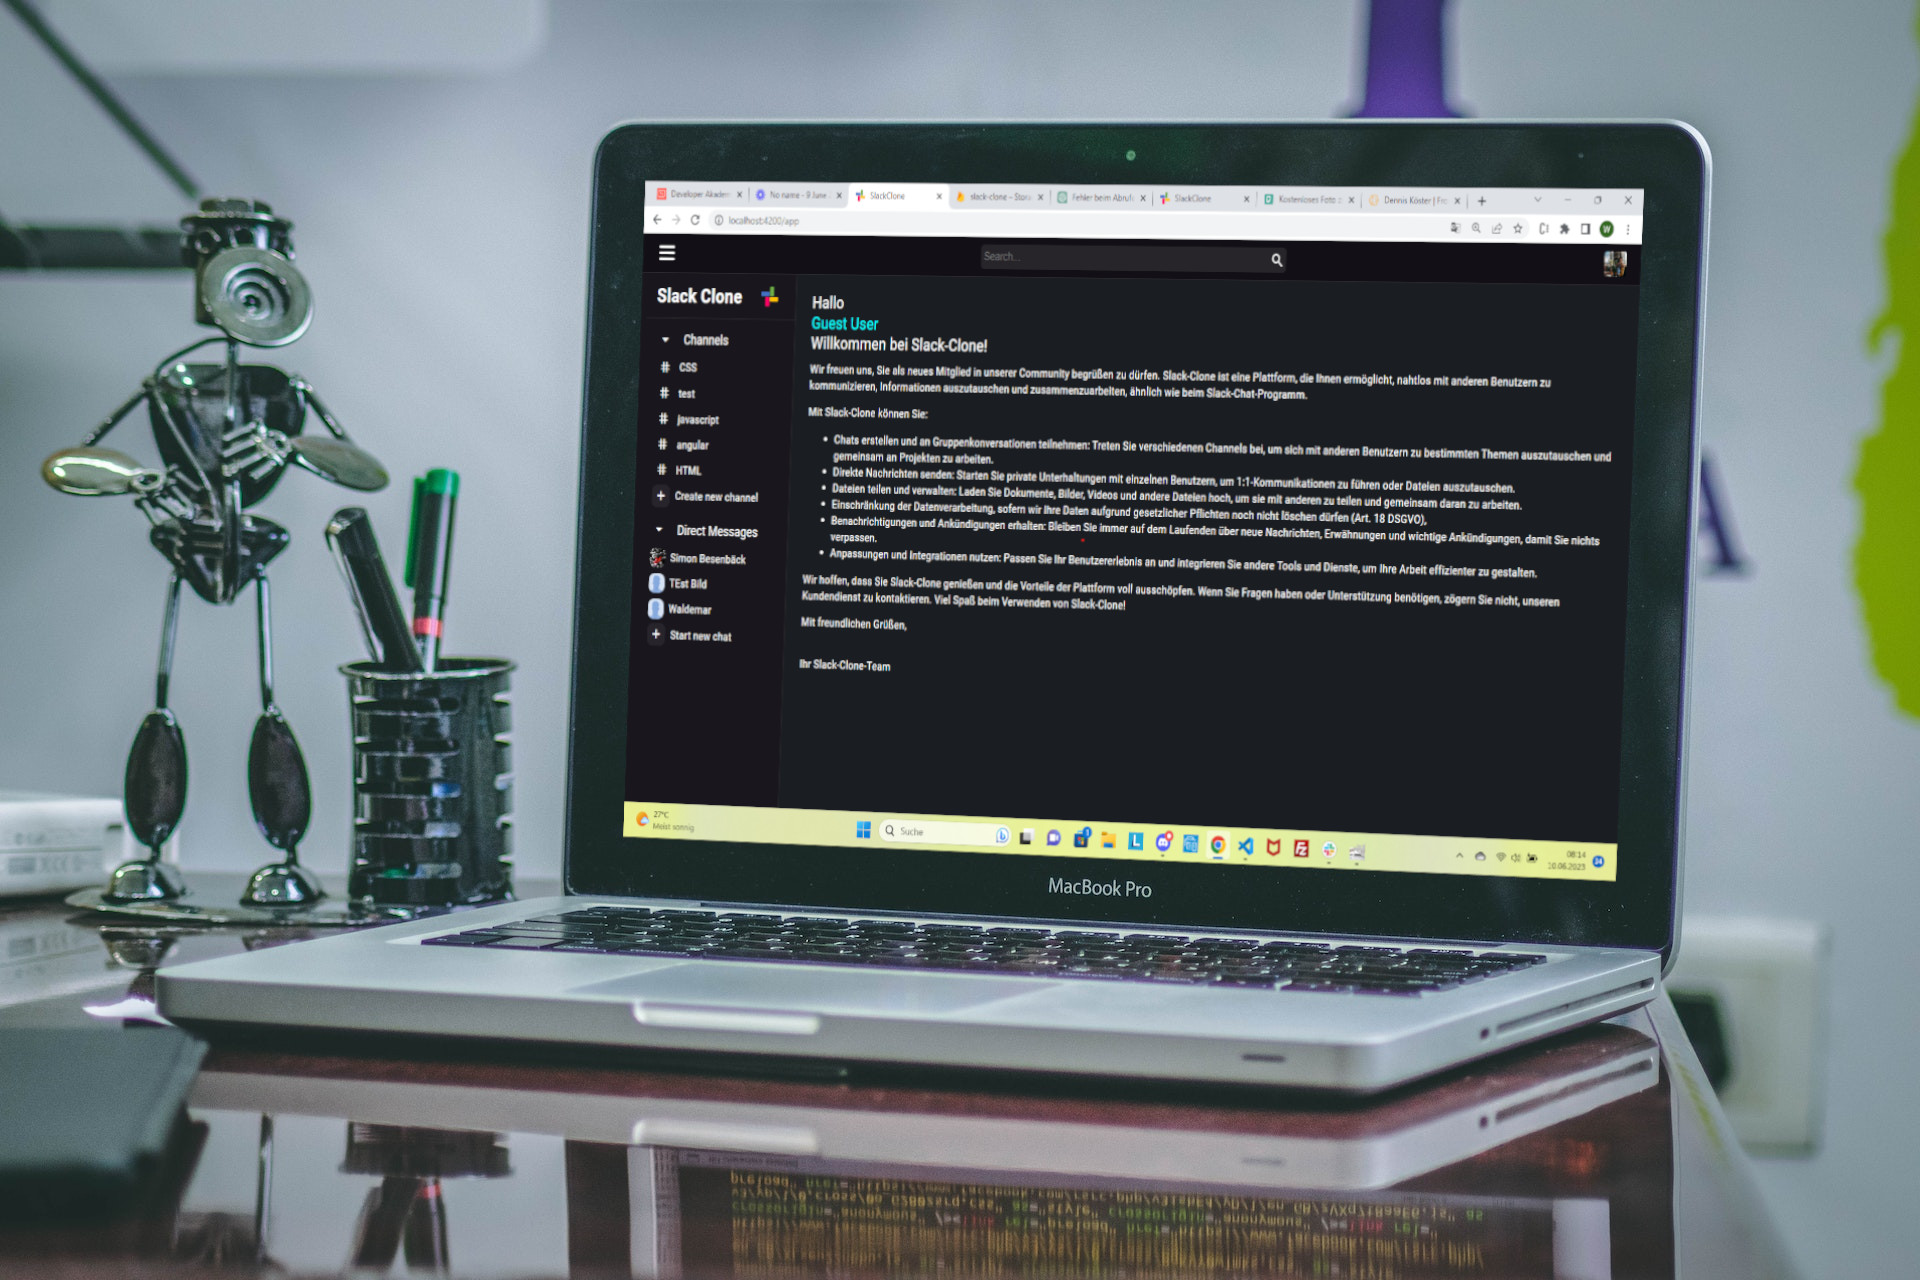 Developer Akadem
No name - 9 June
SlackClone
slack-clone – Stora
Fehler beim Abruf
SlackClone
Kostenloses Foto z
Dennis Köster | Fro
localhost:4200/app
W
Search...
Slack Clone
Channels
# CSS
# test
# javascript
# angular
# HTML
+ Create new channel
Direct Messages
Simon Besenbäck
TEst Bild
Waldemar
+ Start new chat
Hallo
Guest User
Willkommen bei Slack-Clone!
Wir freuen uns, Sie als neues Mitglied in unserer Community begrüßen zu dürfen. Slack-Clone ist eine Plattform, die Ihnen ermöglicht, nahtlos mit anderen Benutzern zu
kommunizieren, Informationen auszutauschen und zusammenzuarbeiten, ähnlich wie beim Slack-Chat-Programm.
Mit Slack-Clone können Sie:
• Chats erstellen und an Gruppenkonversationen teilnehmen: Treten Sie verschiedenen Channels bei, um sich mit anderen Benutzern zu bestimmten Themen auszutauschen und
gemeinsam an Projekten zu arbeiten.
• Direkte Nachrichten senden: Starten Sie private Unterhaltungen mit einzelnen Benutzern, um 1:1-Kommunikationen zu führen oder Dateien auszutauschen.
• Dateien teilen und verwalten: Laden Sie Dokumente, Bilder, Videos und andere Dateien hoch, um sie mit anderen zu teilen und gemeinsam daran zu arbeiten.
• Einschränkung der Datenverarbeitung, sofern wir Ihre Daten aufgrund gesetzlicher Pflichten noch nicht löschen dürfen (Art. 18 DSGVO),
• Benachrichtigungen und Ankündigungen erhalten: Bleiben Sie immer auf dem Laufenden über neue Nachrichten, Erwähnungen und wichtige Ankündigungen, damit Sie nichts
verpassen.
• Anpassungen und Integrationen nutzen: Passen Sie Ihr Benutzererlebnis an und integrieren Sie andere Tools und Dienste, um Ihre Arbeit effizienter zu gestalten.
Wir hoffen, dass Sie Slack-Clone genießen und die Vorteile der Plattform voll ausschöpfen. Wenn Sie Fragen haben oder Unterstützung benötigen, zögern Sie nicht, unseren
Kundendienst zu kontaktieren. Viel Spaß beim Verwenden von Slack-Clone!
Mit freundlichen Grüßen,
Ihr Slack-Clone-Team
27°C
Meist sonnig
Suche
08:14
10.06.2023
MacBook Pro
A